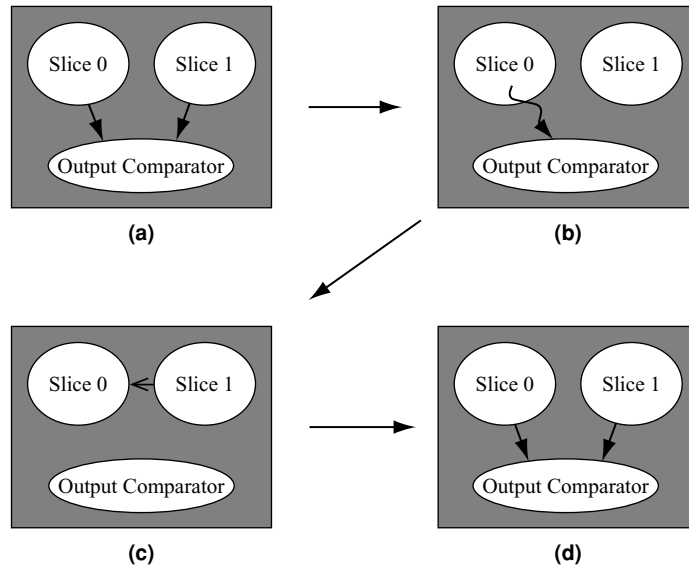 Slice 0 Slice 1
Output Comparator
(a)
Slice 0 Slice 1
Output Comparator
(b)
Slice 0 Slice 1
Output Comparator
(c)
Slice 0 Slice 1
Output Comparator
(d)